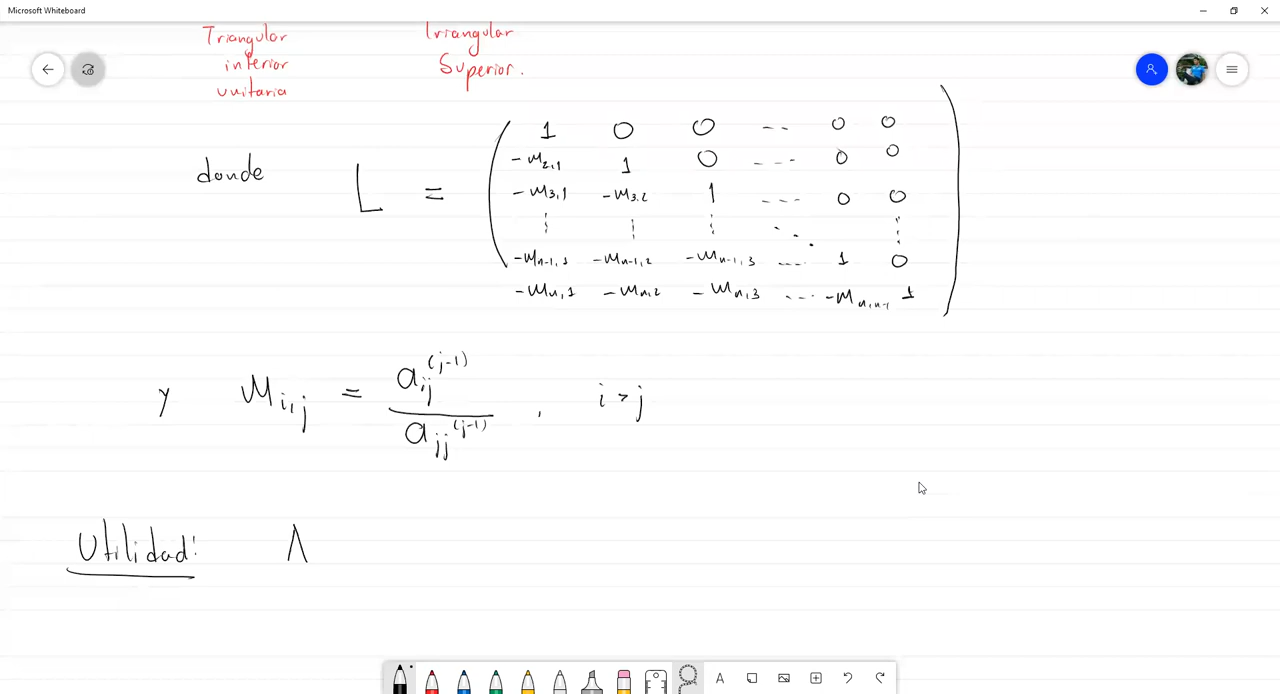 Microsoft Whiteboard
Triangular inferior unitaria
Triangular Superior.
donde L =
1 0 0 -- 0 0
-m2,1 1 0 --- 0 0
-m3,1 -m3,2 1 --- 0 0
-mn-1,1 -mn-1,2 -mn-1,3 ---- 1 0
-mn,1 -mn,2 -mn,3 ---- -mn,n-1 1
y Mi,j = aij^(j-1) / ajj^(j-1) , i > j
Utilidad: A
A